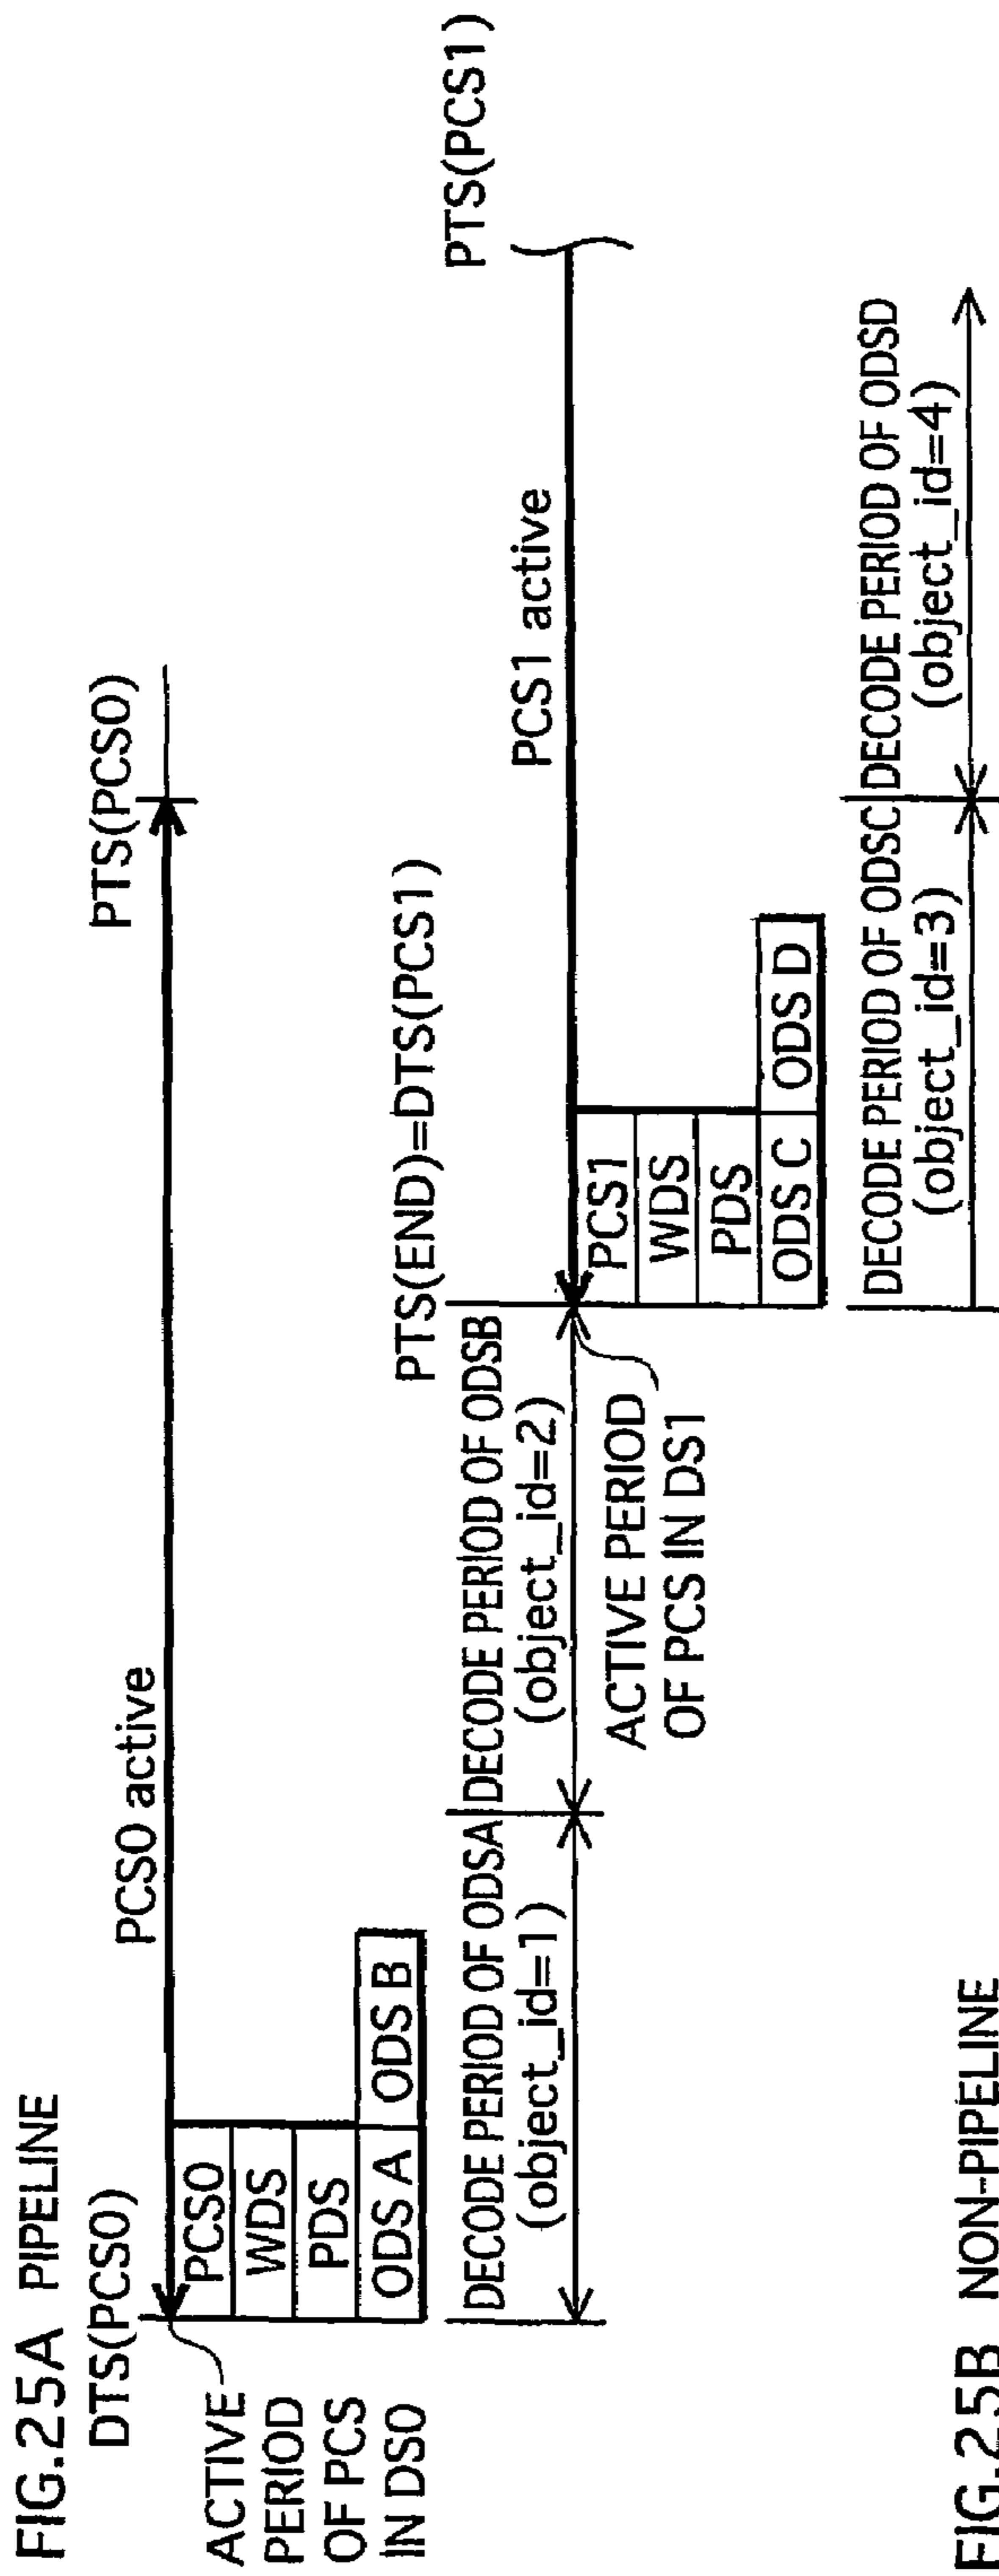 FIG.25A PIPELINE
DTS(PCS0)
PTS(PCS0)
PCS0 active
ACTIVE
PERIOD
OF PCS
IN DS0
PCS0
WDS
PDS
ODS A
ODS B
PTS(END)=DTS(PCS1)
PTS(PCS1)
DECODE PERIOD OF ODSA
(object_id=1)
DECODE PERIOD OF ODSB
(object_id=2)
PCS1 active
ACTIVE PERIOD
OF PCS IN DS1
PCS1
WDS
PDS
ODS C
ODS D
DECODE PERIOD OF ODSC
(object_id=3)
DECODE PERIOD OF ODSD
(object_id=4)
FIG.25B NON-PIPELINE